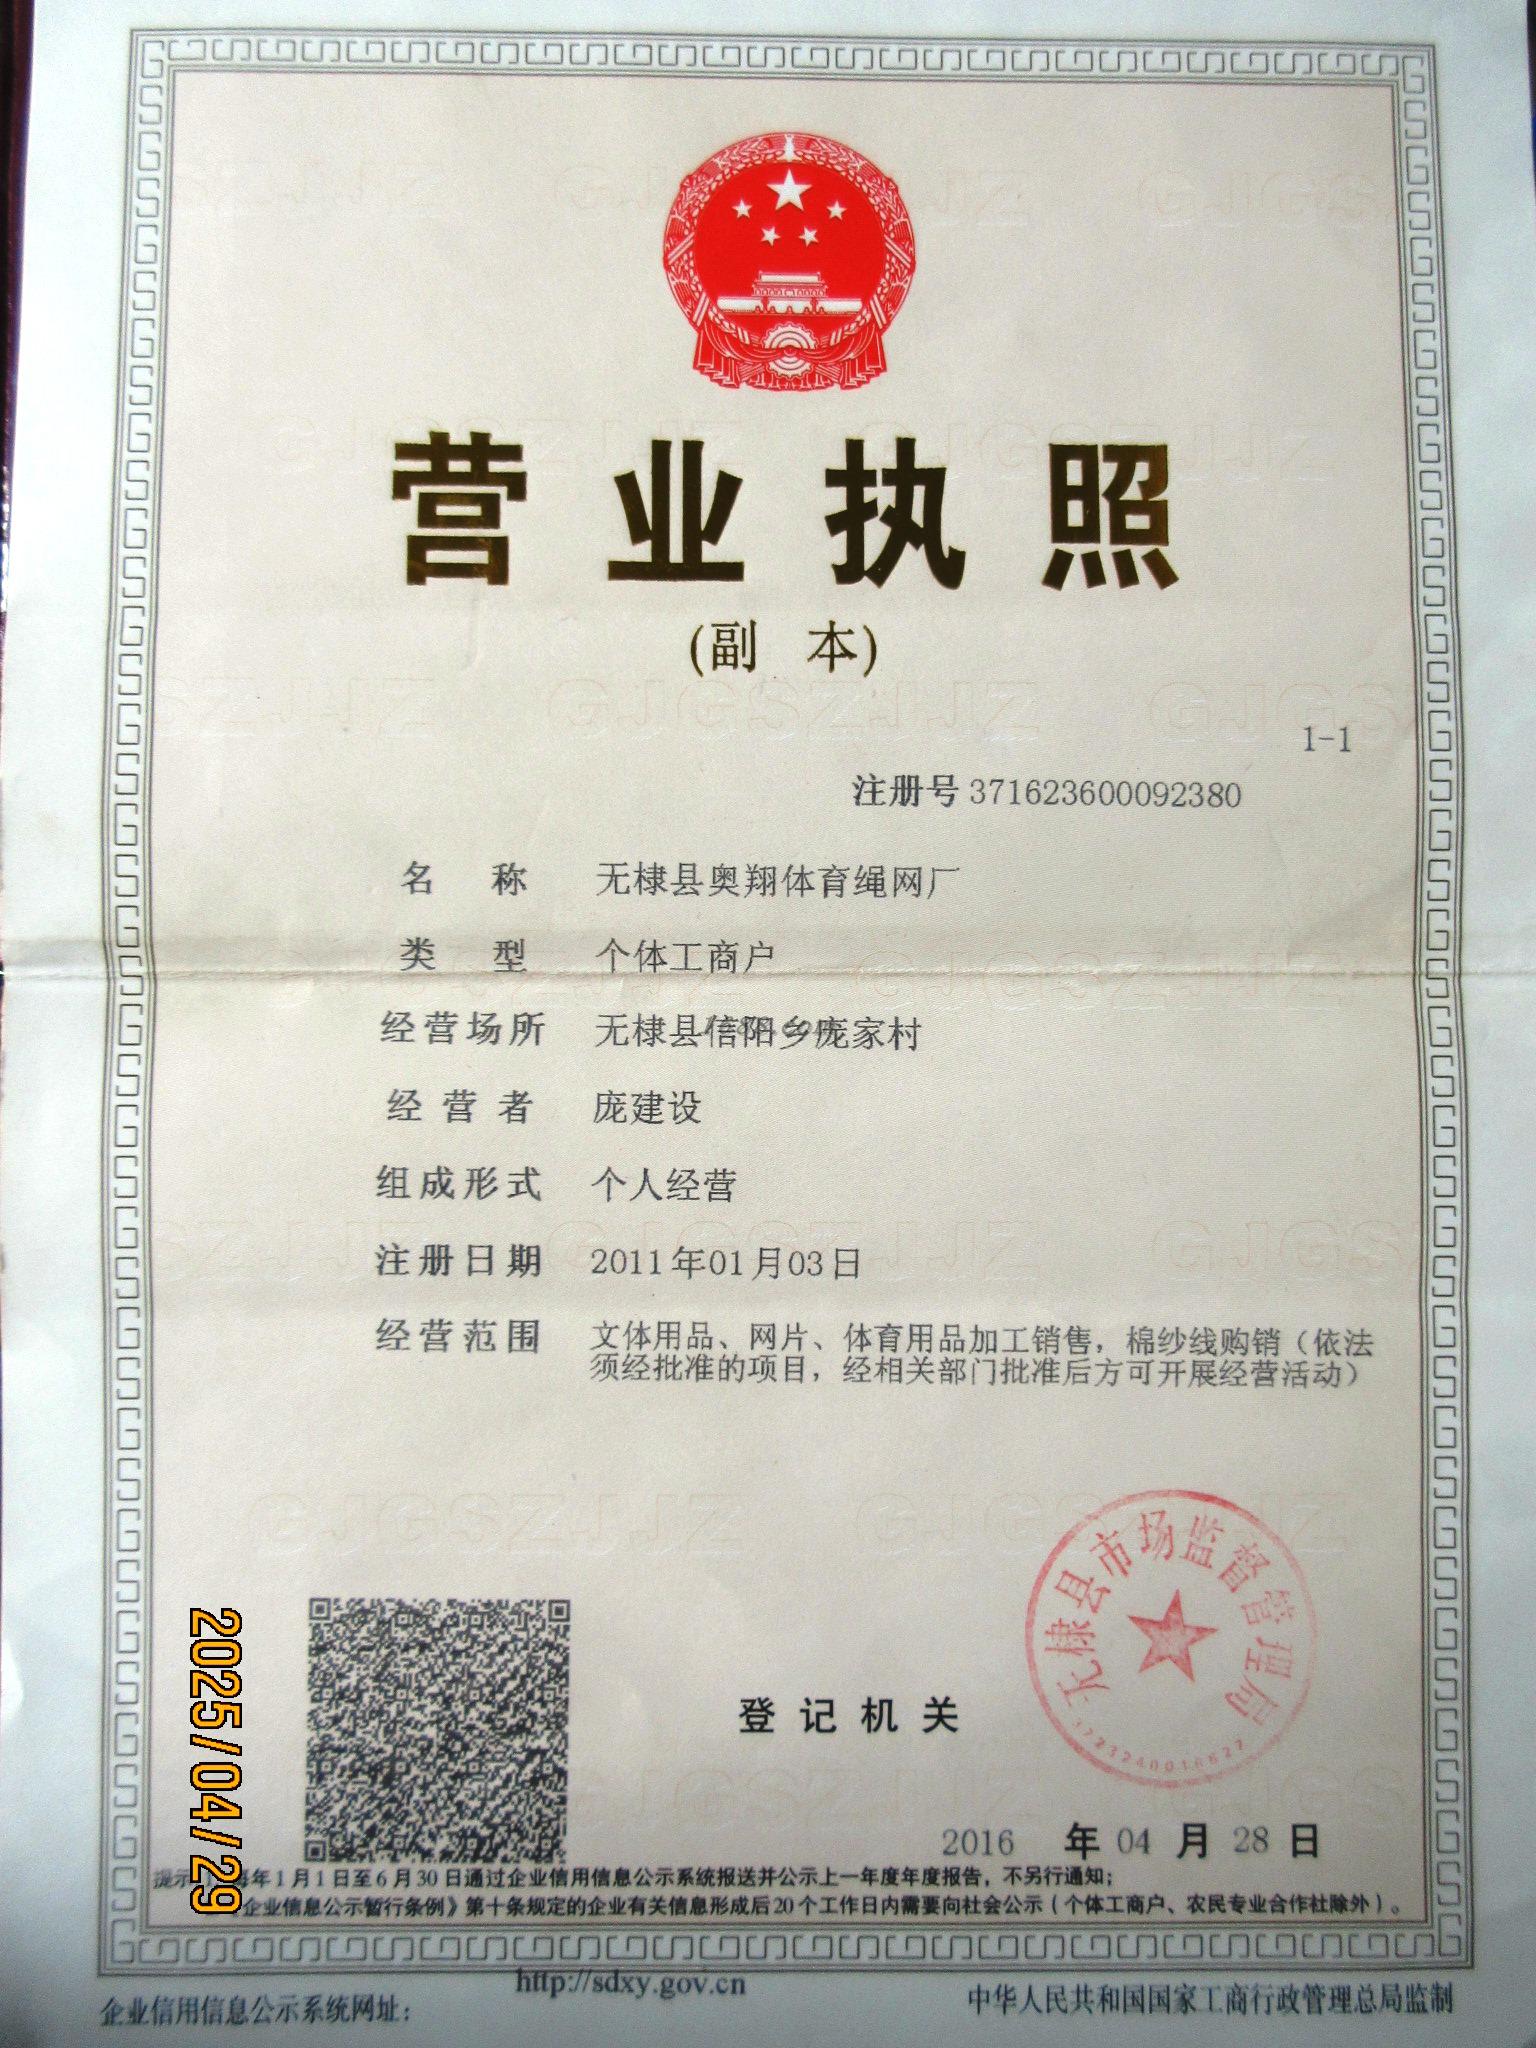 营业执照
(副 本)
1-1
注册号 371623600092380
名称 无棣县奥翔体育绳网厂
类型 个体工商户
经营场所 无棣县信阳乡庞家村
经营者 庞建设
组成形式 个人经营
注册日期 2011年01月03日
经营范围 文体用品、网片、体育用品加工销售，棉纱线购销（依法
须经批准的项目，经相关部门批准后方可开展经营活动）
无棣县市场监督管理局
登记机关
2016 年 04 月 28 日
2025/04/29
提示 每年1月1日至6月30日通过企业信用信息公示系统报送并公示上一年度年度报告，不另行通知；
《企业信息公示暂行条例》第十条规定的企业有关信息形成后20个工作日内需要向社会公示（个体工商户、农民专业合作社除外）。
http://sdxy.gov.cn
企业信用信息公示系统网址：
中华人民共和国国家工商行政管理总局监制